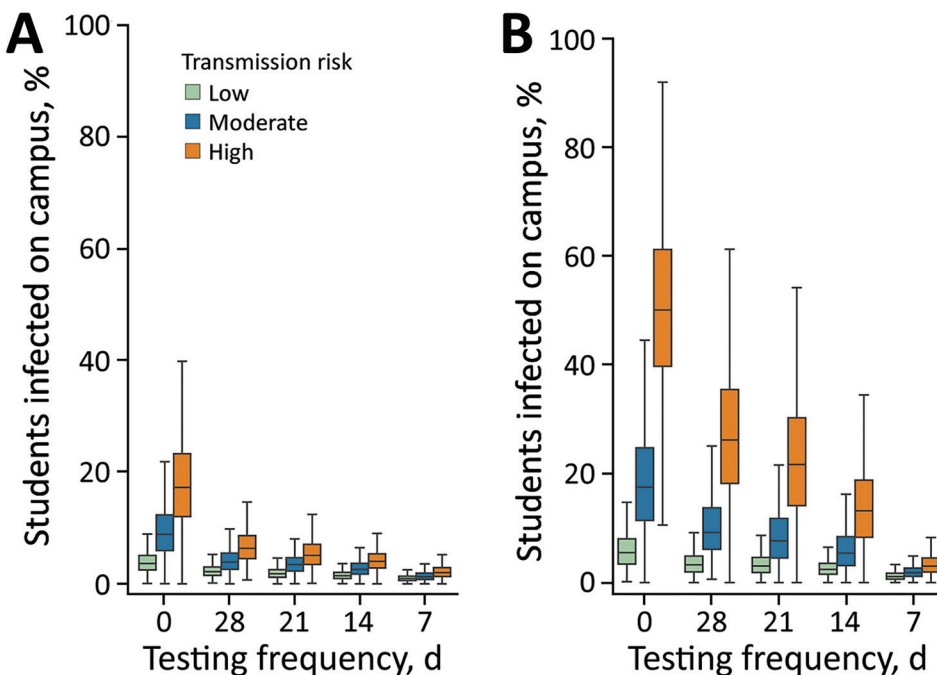 A
Students infected on campus, %
100
80
60
40
20
0
Transmission risk
Low
Moderate
High
0 28 21 14 7
Testing frequency, d
B
Students infected on campus, %
100
80
60
40
20
0
0 28 21 14 7
Testing frequency, d